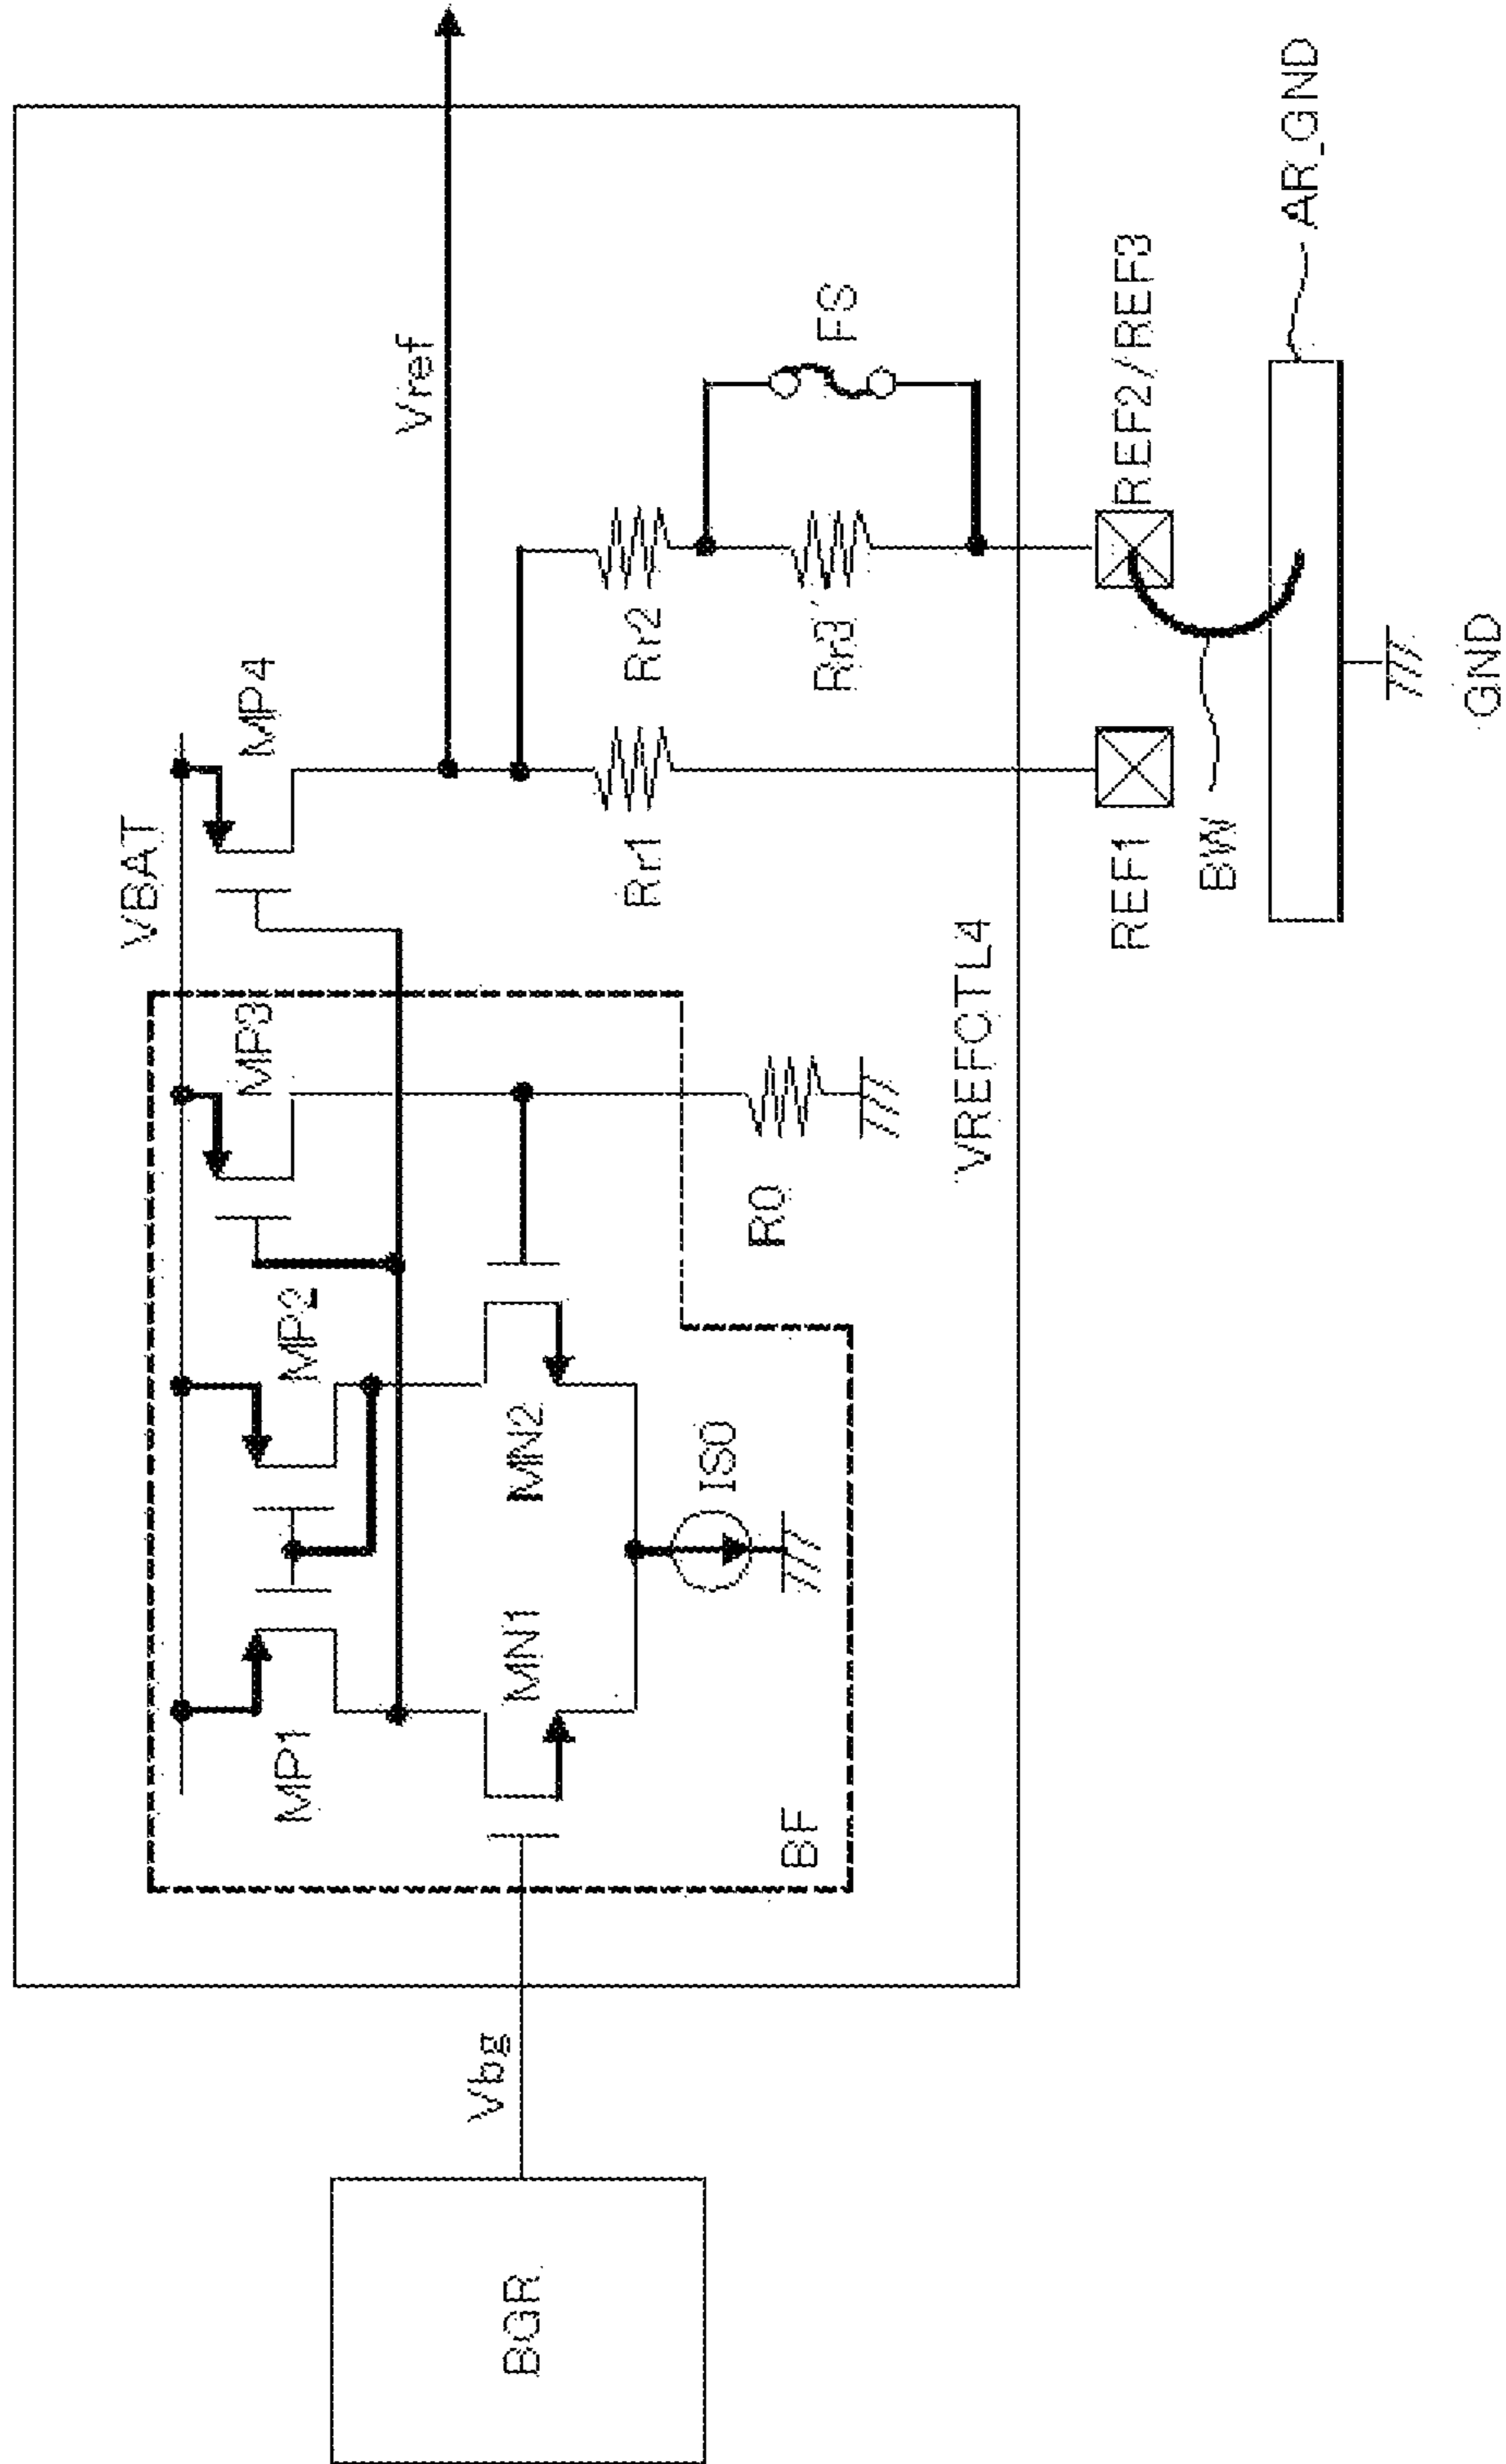 BGR
Vbg
VBAT
Vref
MP1
MP2
MP3
MP4
MN1
MN2
IS0
BF
R0
Rr1
Rr2
Rr3'
FS
VREFCTL4
REF1
REF2/REF3
BW
AR_GND
GND